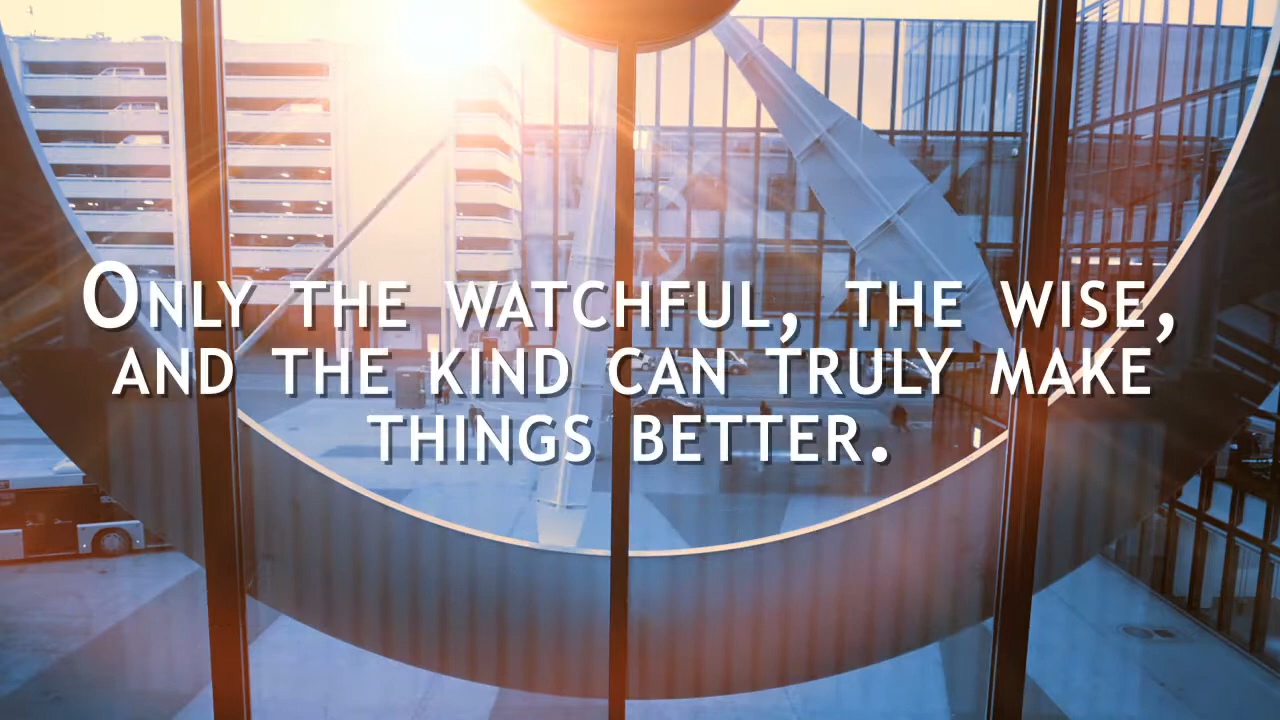 Only the watchful, the wise,
and the kind can truly make
things better.